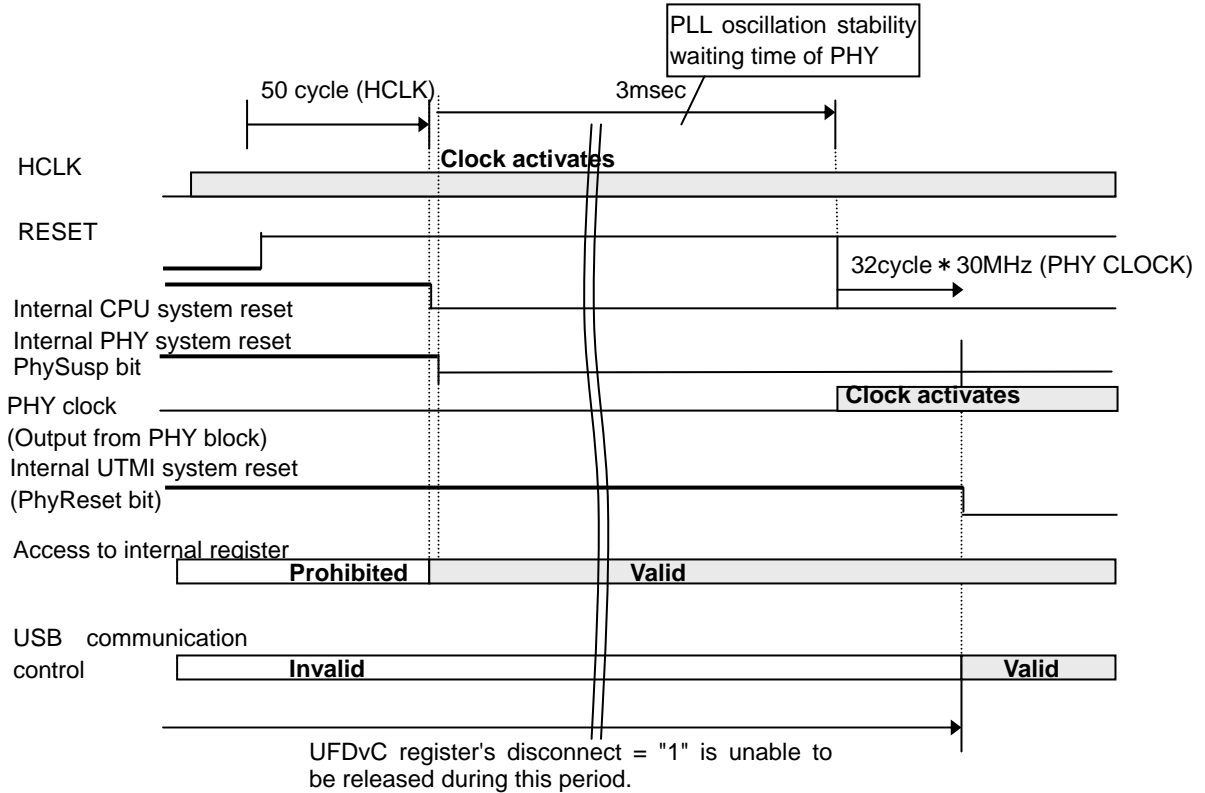 PLL oscillation stability
waiting time of PHY
50 cycle (HCLK)
3msec
HCLK
Clock activates
RESET
32cycle＊30MHz (PHY CLOCK)
Internal CPU system reset
Internal PHY system reset
PhySusp bit
PHY clock
Clock activates
(Output from PHY block)
Internal UTMI system reset
(PhyReset bit)
Access to internal register
Prohibited
Valid
USB communication
control
Invalid
Valid
UFDvC register's disconnect = "1" is unable to
be released during this period.